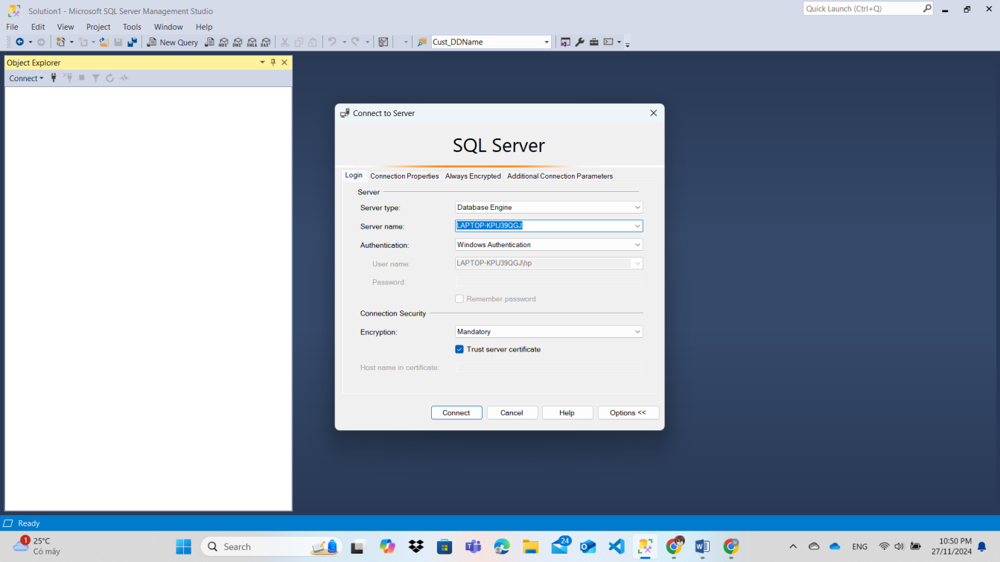 Solution1 - Microsoft SQL Server Management Studio
Quick Launch (Ctrl+Q)
File Edit View Project Tools Window Help
New Query
MDX DMX XMLA DAX
Cust_DDName
Object Explorer
Connect
Connect to Server
SQL Server
Login Connection Properties Always Encrypted Additional Connection Parameters
Server
Server type: Database Engine
Server name: LAPTOP-KPU39QGJ
Authentication: Windows Authentication
User name: LAPTOP-KPU39QGJ\hp
Password:
Remember password
Connection Security
Encryption: Mandatory
Trust server certificate
Host name in certificate:
Connect Cancel Help Options <<
Ready
1
25°C
Có mây
Search
24
ENG
10:50 PM
27/11/2024